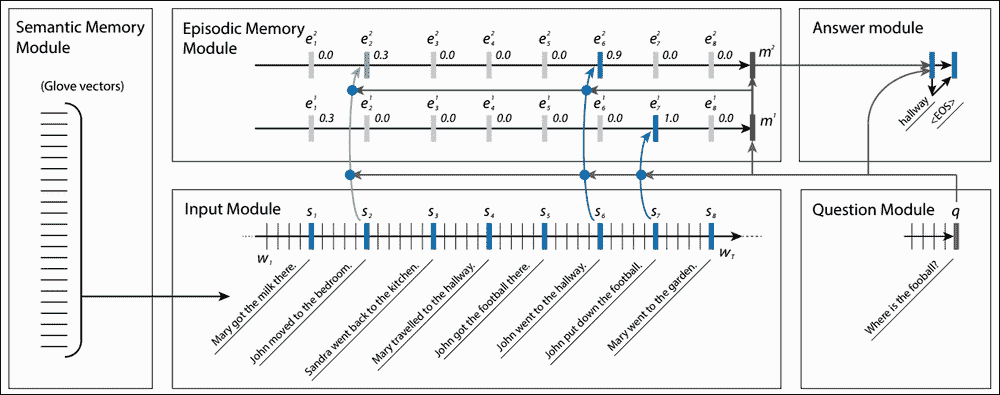 Semantic Memory
Module
(Glove vectors)
Episodic Memory
Module
e²₁ 0.0 e²₂ 0.3 e²₃ 0.0 e²₄ 0.0 e²₅ 0.0 e²₆ 0.9 e²₇ 0.0 e²₈ 0.0 m²
e¹₁ 0.3 e¹₂ 0.0 e¹₃ 0.0 e¹₄ 0.0 e¹₅ 0.0 e¹₆ 0.0 e¹₇ 1.0 e¹₈ 0.0 m¹
Answer module
hallway
<EOS>
Input Module
s₁ s₂ s₃ s₄ s₅ s₆ s₇ s₈
w₁ wT
Mary got the milk there.
John moved to the bedroom.
Sandra went back to the kitchen.
Mary travelled to the hallway.
John got the football there.
John went to the hallway.
John put down the football.
Mary went to the garden.
Question Module
q
Where is the fooball?